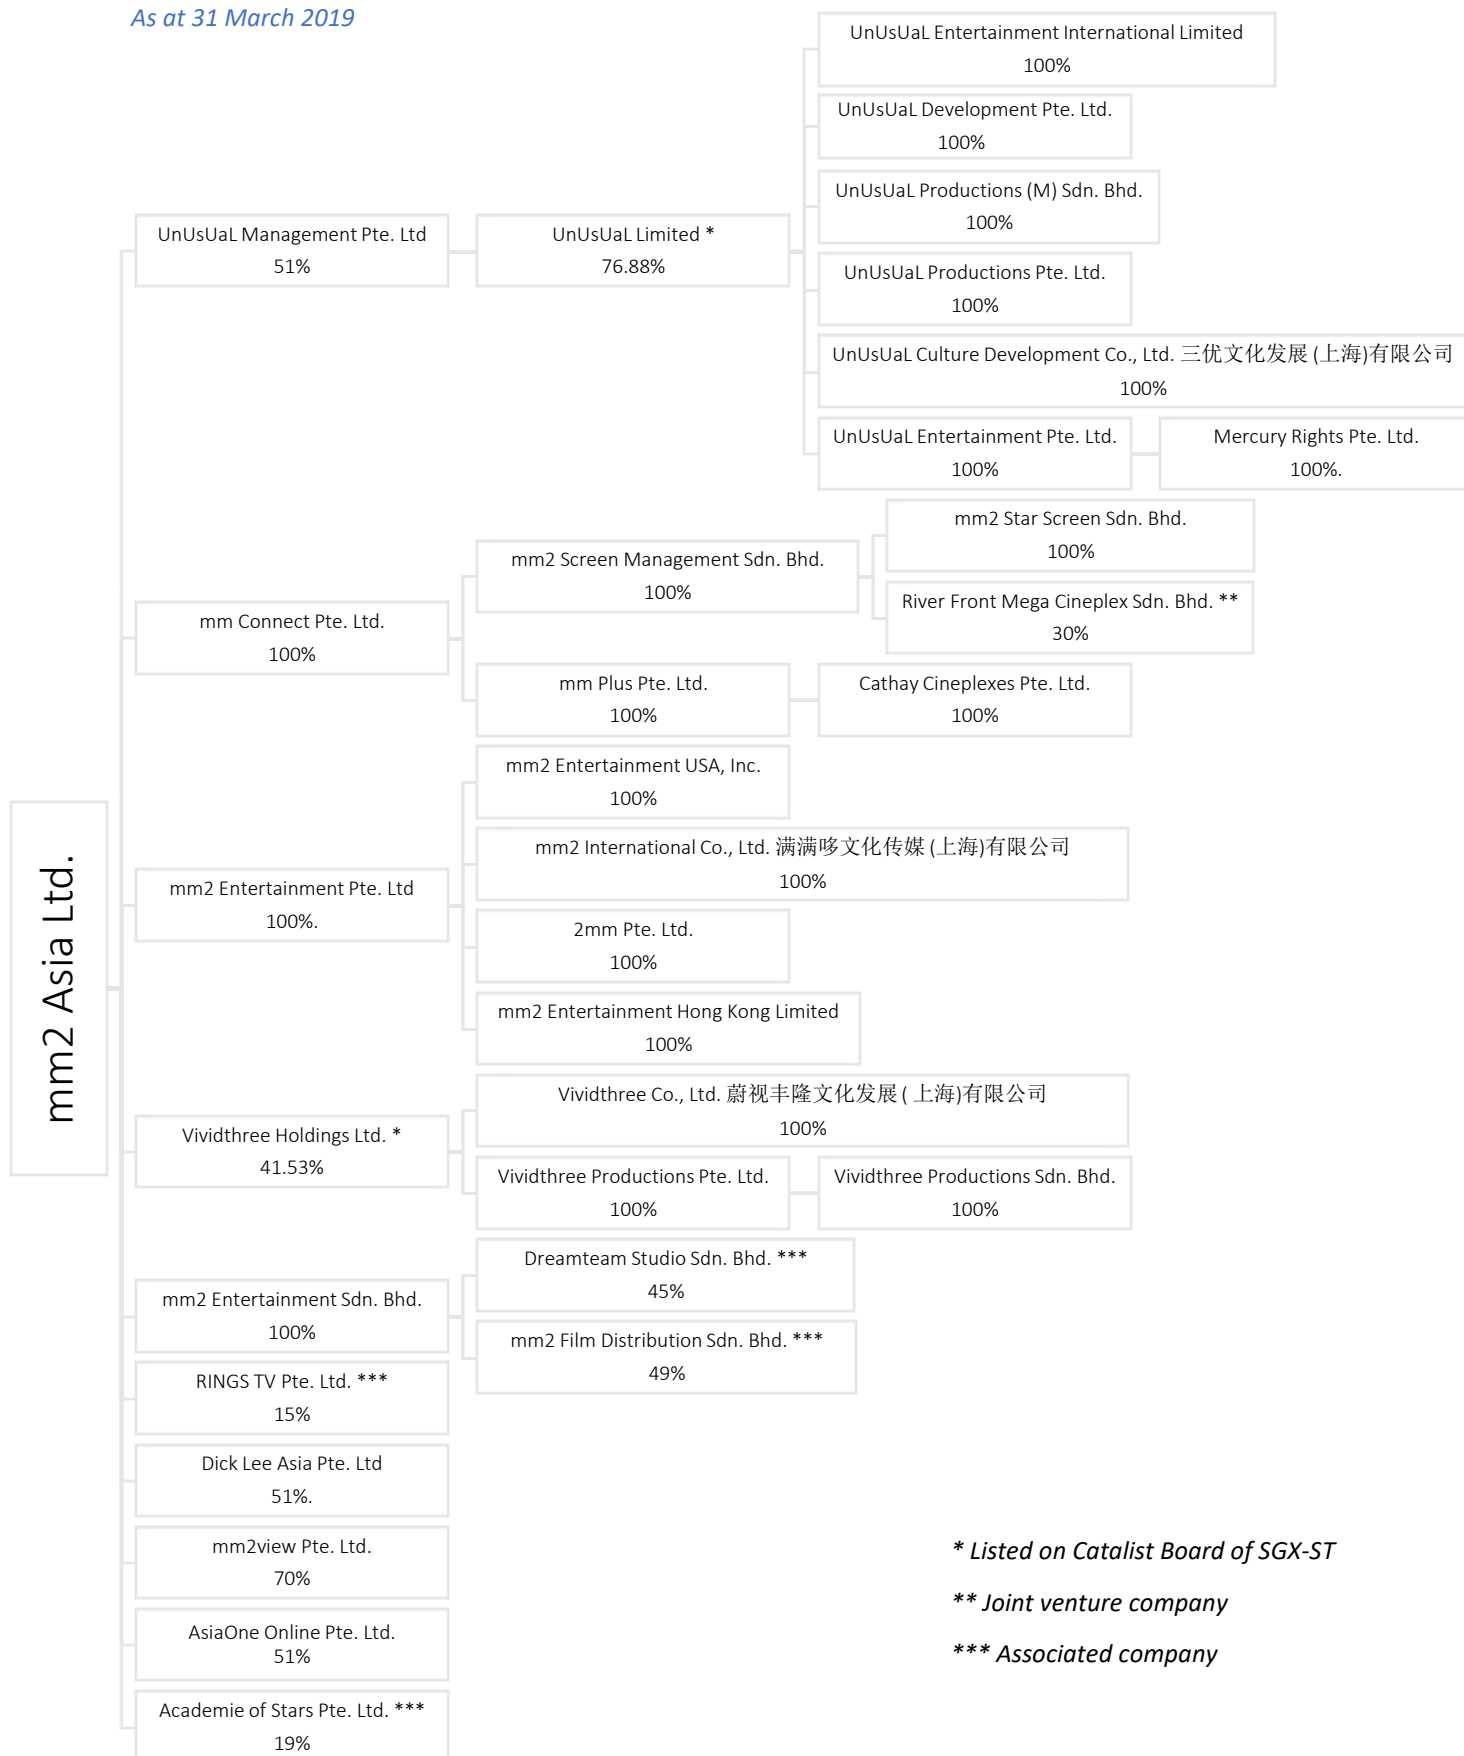 As at 31 March 2019
mm2 Asia Ltd.
UnUsUaL Management Pte. Ltd
51%
UnUsUaL Limited *
76.88%
UnUsUaL Entertainment International Limited
100%
UnUsUaL Development Pte. Ltd.
100%
UnUsUaL Productions (M) Sdn. Bhd.
100%
UnUsUaL Productions Pte. Ltd.
100%
UnUsUaL Culture Development Co., Ltd. 三优文化发展 (上海)有限公司
100%
UnUsUaL Entertainment Pte. Ltd.
100%
Mercury Rights Pte. Ltd.
100%.
mm Connect Pte. Ltd.
100%
mm2 Screen Management Sdn. Bhd.
100%
mm2 Star Screen Sdn. Bhd.
100%
River Front Mega Cineplex Sdn. Bhd. **
30%
mm Plus Pte. Ltd.
100%
Cathay Cineplexes Pte. Ltd.
100%
mm2 Entertainment Pte. Ltd
100%.
mm2 Entertainment USA, Inc.
100%
mm2 International Co., Ltd. 满满哆文化传媒 (上海)有限公司
100%
2mm Pte. Ltd.
100%
mm2 Entertainment Hong Kong Limited
100%
Vividthree Holdings Ltd. *
41.53%
Vividthree Co., Ltd. 蔚视丰隆文化发展 ( 上海)有限公司
100%
Vividthree Productions Pte. Ltd.
100%
Vividthree Productions Sdn. Bhd.
100%
mm2 Entertainment Sdn. Bhd.
100%
Dreamteam Studio Sdn. Bhd. ***
45%
mm2 Film Distribution Sdn. Bhd. ***
49%
RINGS TV Pte. Ltd. ***
15%
Dick Lee Asia Pte. Ltd
51%.
mm2view Pte. Ltd.
70%
AsiaOne Online Pte. Ltd.
51%
Academie of Stars Pte. Ltd. ***
19%
* Listed on Catalist Board of SGX-ST
** Joint venture company
*** Associated company